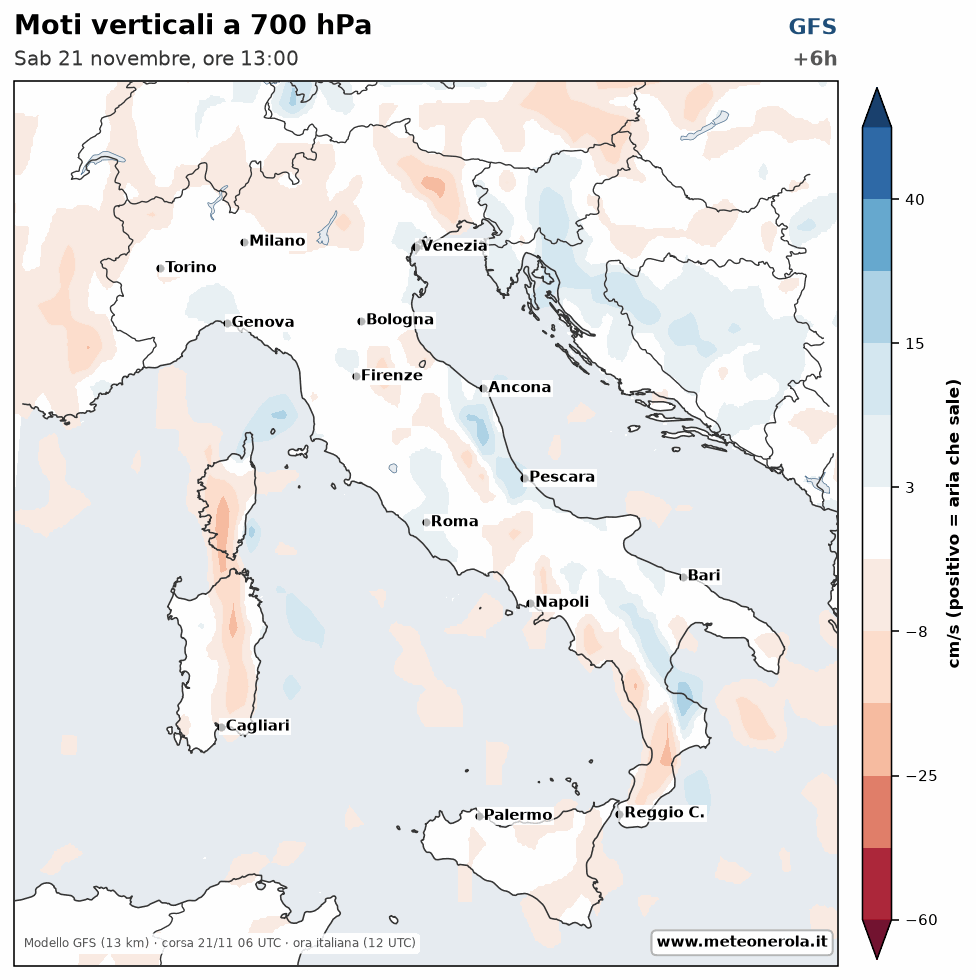 Moti verticali a 700 hPa
GFS
Sab 21 novembre, ore 13:00
+6h
Milano
Venezia
Torino
Genova
Bologna
Firenze
Ancona
Pescara
Roma
Bari
Napoli
Cagliari
Palermo
Reggio C.
40
15
3
−8
−25
−60
cm/s (positivo = aria che sale)
Modello GFS (13 km) · corsa 21/11 06 UTC · ora italiana (12 UTC)
www.meteonerola.it